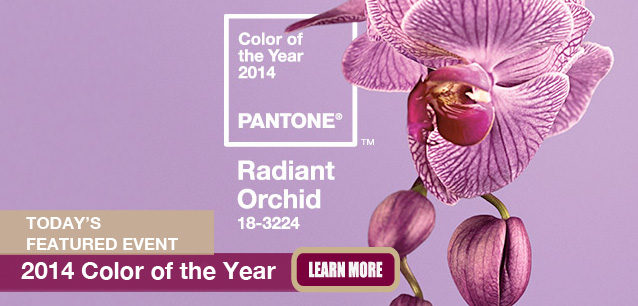 Color of
the Year
2014
PANTONE®
™
Radiant
Orchid
18-3224
TODAY'S
FEATURED EVENT
2014 Color of the Year
LEARN MORE